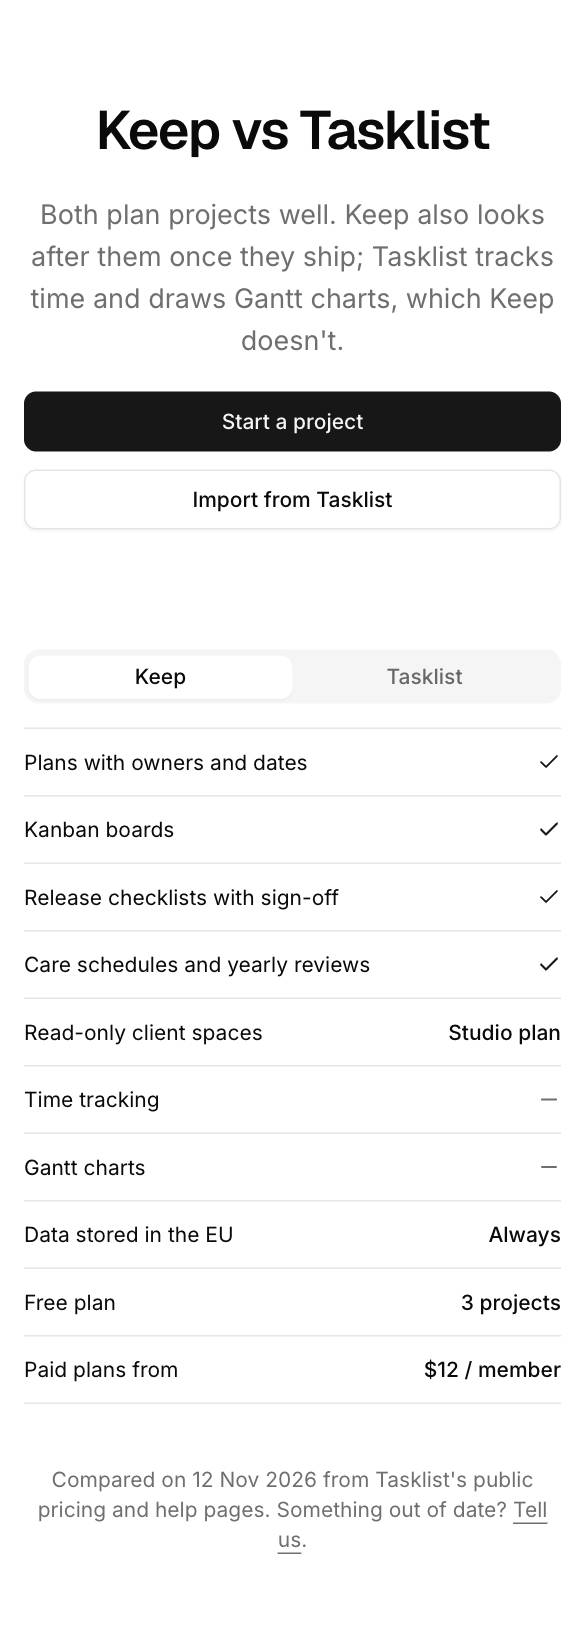 Keep vs Tasklist
Both plan projects well. Keep also looks
after them once they ship; Tasklist tracks
time and draws Gantt charts, which Keep
doesn't.
Start a project
Import from Tasklist
Keep
Tasklist
Plans with owners and dates
Kanban boards
Release checklists with sign-off
Care schedules and yearly reviews
Read-only client spaces Studio plan
Time tracking –
Gantt charts –
Data stored in the EU Always
Free plan 3 projects
Paid plans from $12 / member
Compared on 12 Nov 2026 from Tasklist's public
pricing and help pages. Something out of date? Tell
us.